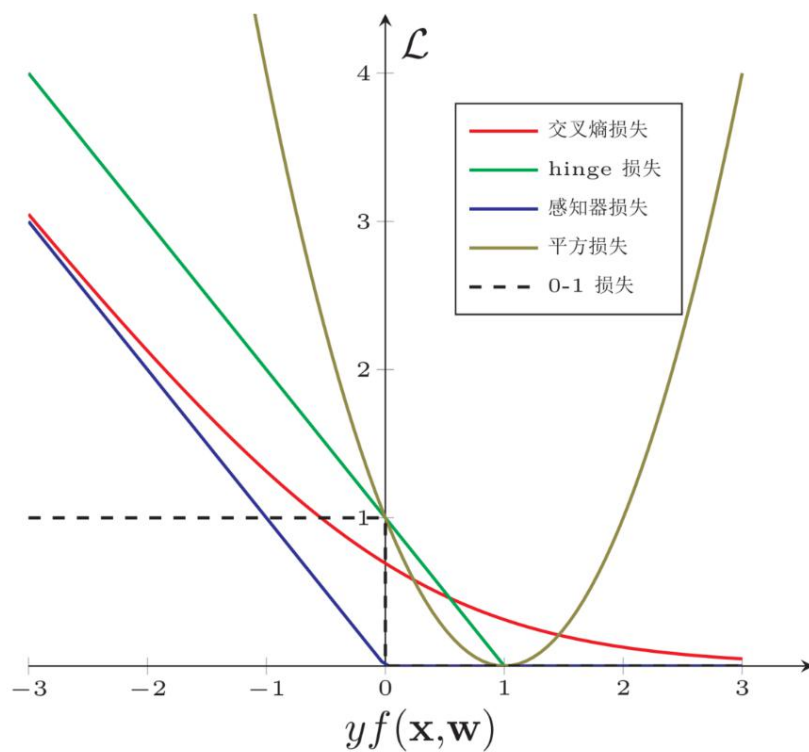 ℒ
4
3
2
1
交叉熵损失
hinge 损失
感知器损失
平方损失
0-1 损失
−3 −2 −1 0 1 2 3
yf(x,w)